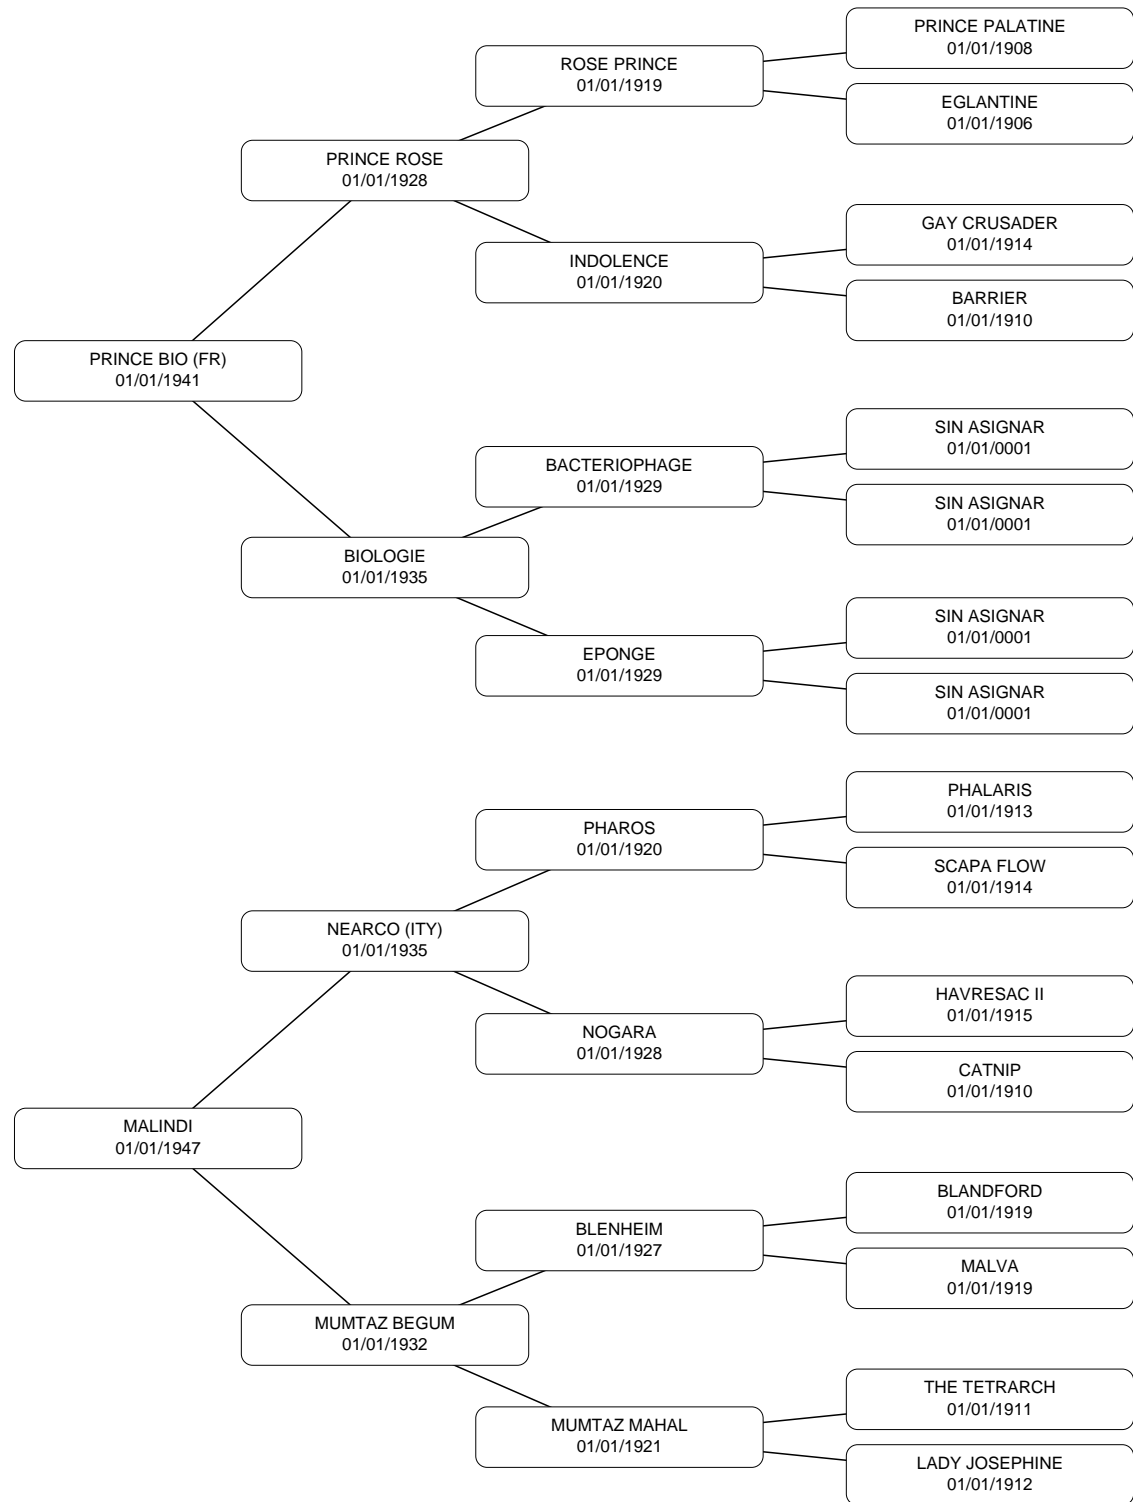 PRINCE PALATINE
01/01/1908
ROSE PRINCE
01/01/1919
EGLANTINE
01/01/1906
PRINCE ROSE
01/01/1928
GAY CRUSADER
01/01/1914
INDOLENCE
01/01/1920
BARRIER
01/01/1910
PRINCE BIO (FR)
01/01/1941
SIN ASIGNAR
01/01/0001
BACTERIOPHAGE
01/01/1929
SIN ASIGNAR
01/01/0001
BIOLOGIE
01/01/1935
SIN ASIGNAR
01/01/0001
EPONGE
01/01/1929
SIN ASIGNAR
01/01/0001
PHALARIS
01/01/1913
PHAROS
01/01/1920
SCAPA FLOW
01/01/1914
NEARCO (ITY)
01/01/1935
HAVRESAC II
01/01/1915
NOGARA
01/01/1928
CATNIP
01/01/1910
MALINDI
01/01/1947
BLANDFORD
01/01/1919
BLENHEIM
01/01/1927
MALVA
01/01/1919
MUMTAZ BEGUM
01/01/1932
THE TETRARCH
01/01/1911
MUMTAZ MAHAL
01/01/1921
LADY JOSEPHINE
01/01/1912